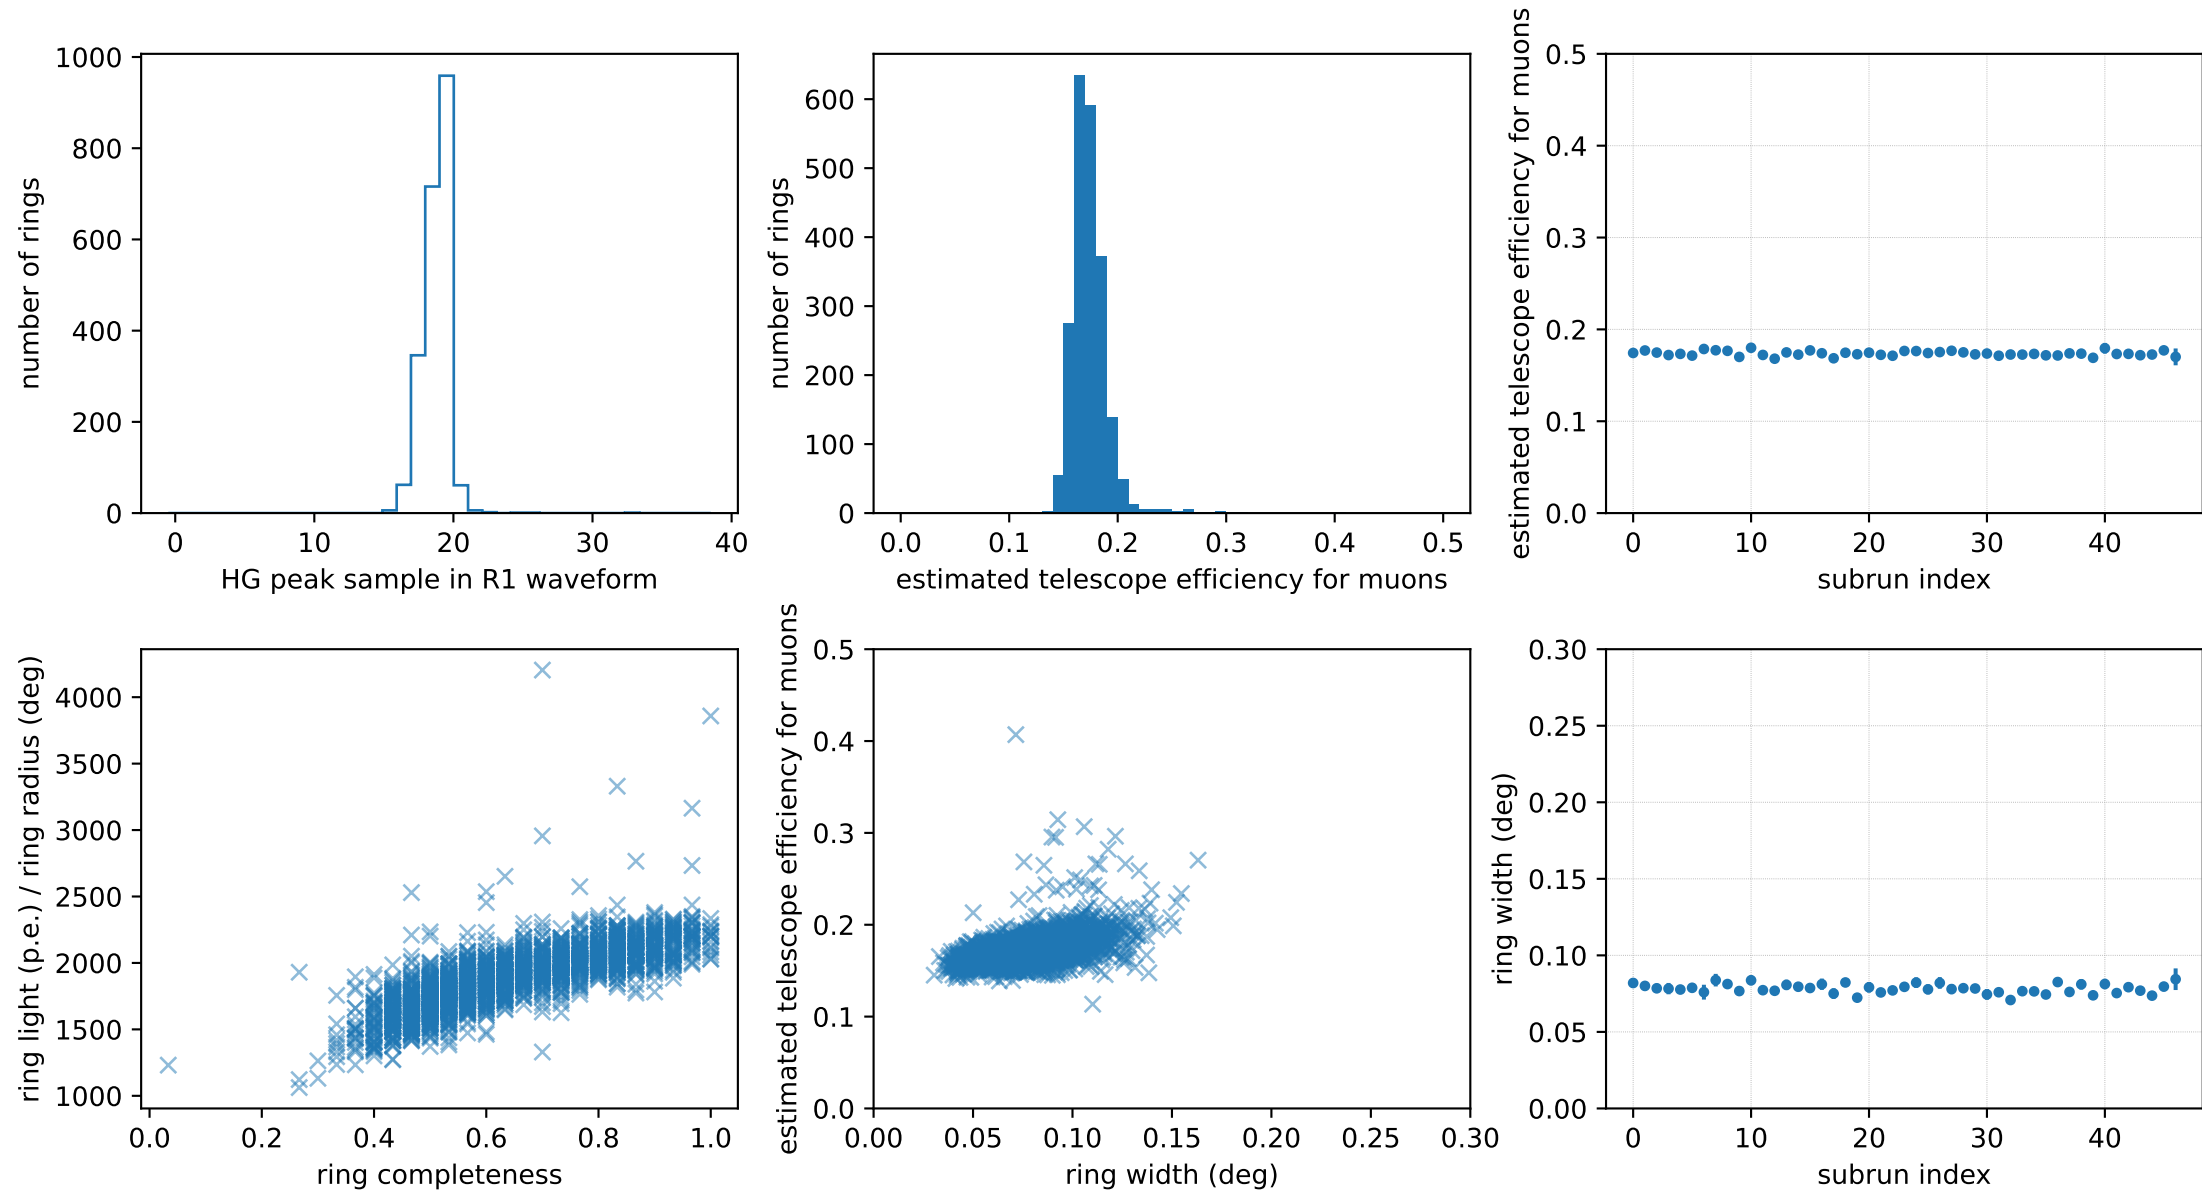 1000
800
600
400
200
0
number of rings
0 10 20 30 40
HG peak sample in R1 waveform
600
500
400
300
200
100
0
number of rings
0.0 0.1 0.2 0.3 0.4 0.5
estimated telescope efficiency for muons
0.5
0.4
0.3
0.2
0.1
0.0
estimated telescope efficiency for muons
0 10 20 30 40
subrun index
4000
3500
3000
2500
2000
1500
1000
ring light (p.e.) / ring radius (deg)
0.0 0.2 0.4 0.6 0.8 1.0
ring completeness
0.5
0.4
0.3
0.2
0.1
0.0
estimated telescope efficiency for muons
0.00 0.05 0.10 0.15 0.20 0.25 0.30
ring width (deg)
0.30
0.25
0.20
0.15
0.10
0.05
0.00
ring width (deg)
0 10 20 30 40
subrun index